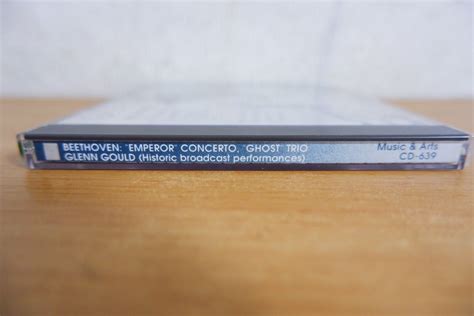 BEETHOVEN: "EMPEROR" CONCERTO, "GHOST" TRIO
GLENN GOULD (Historic broadcast performances)
Music & Arts
CD-639